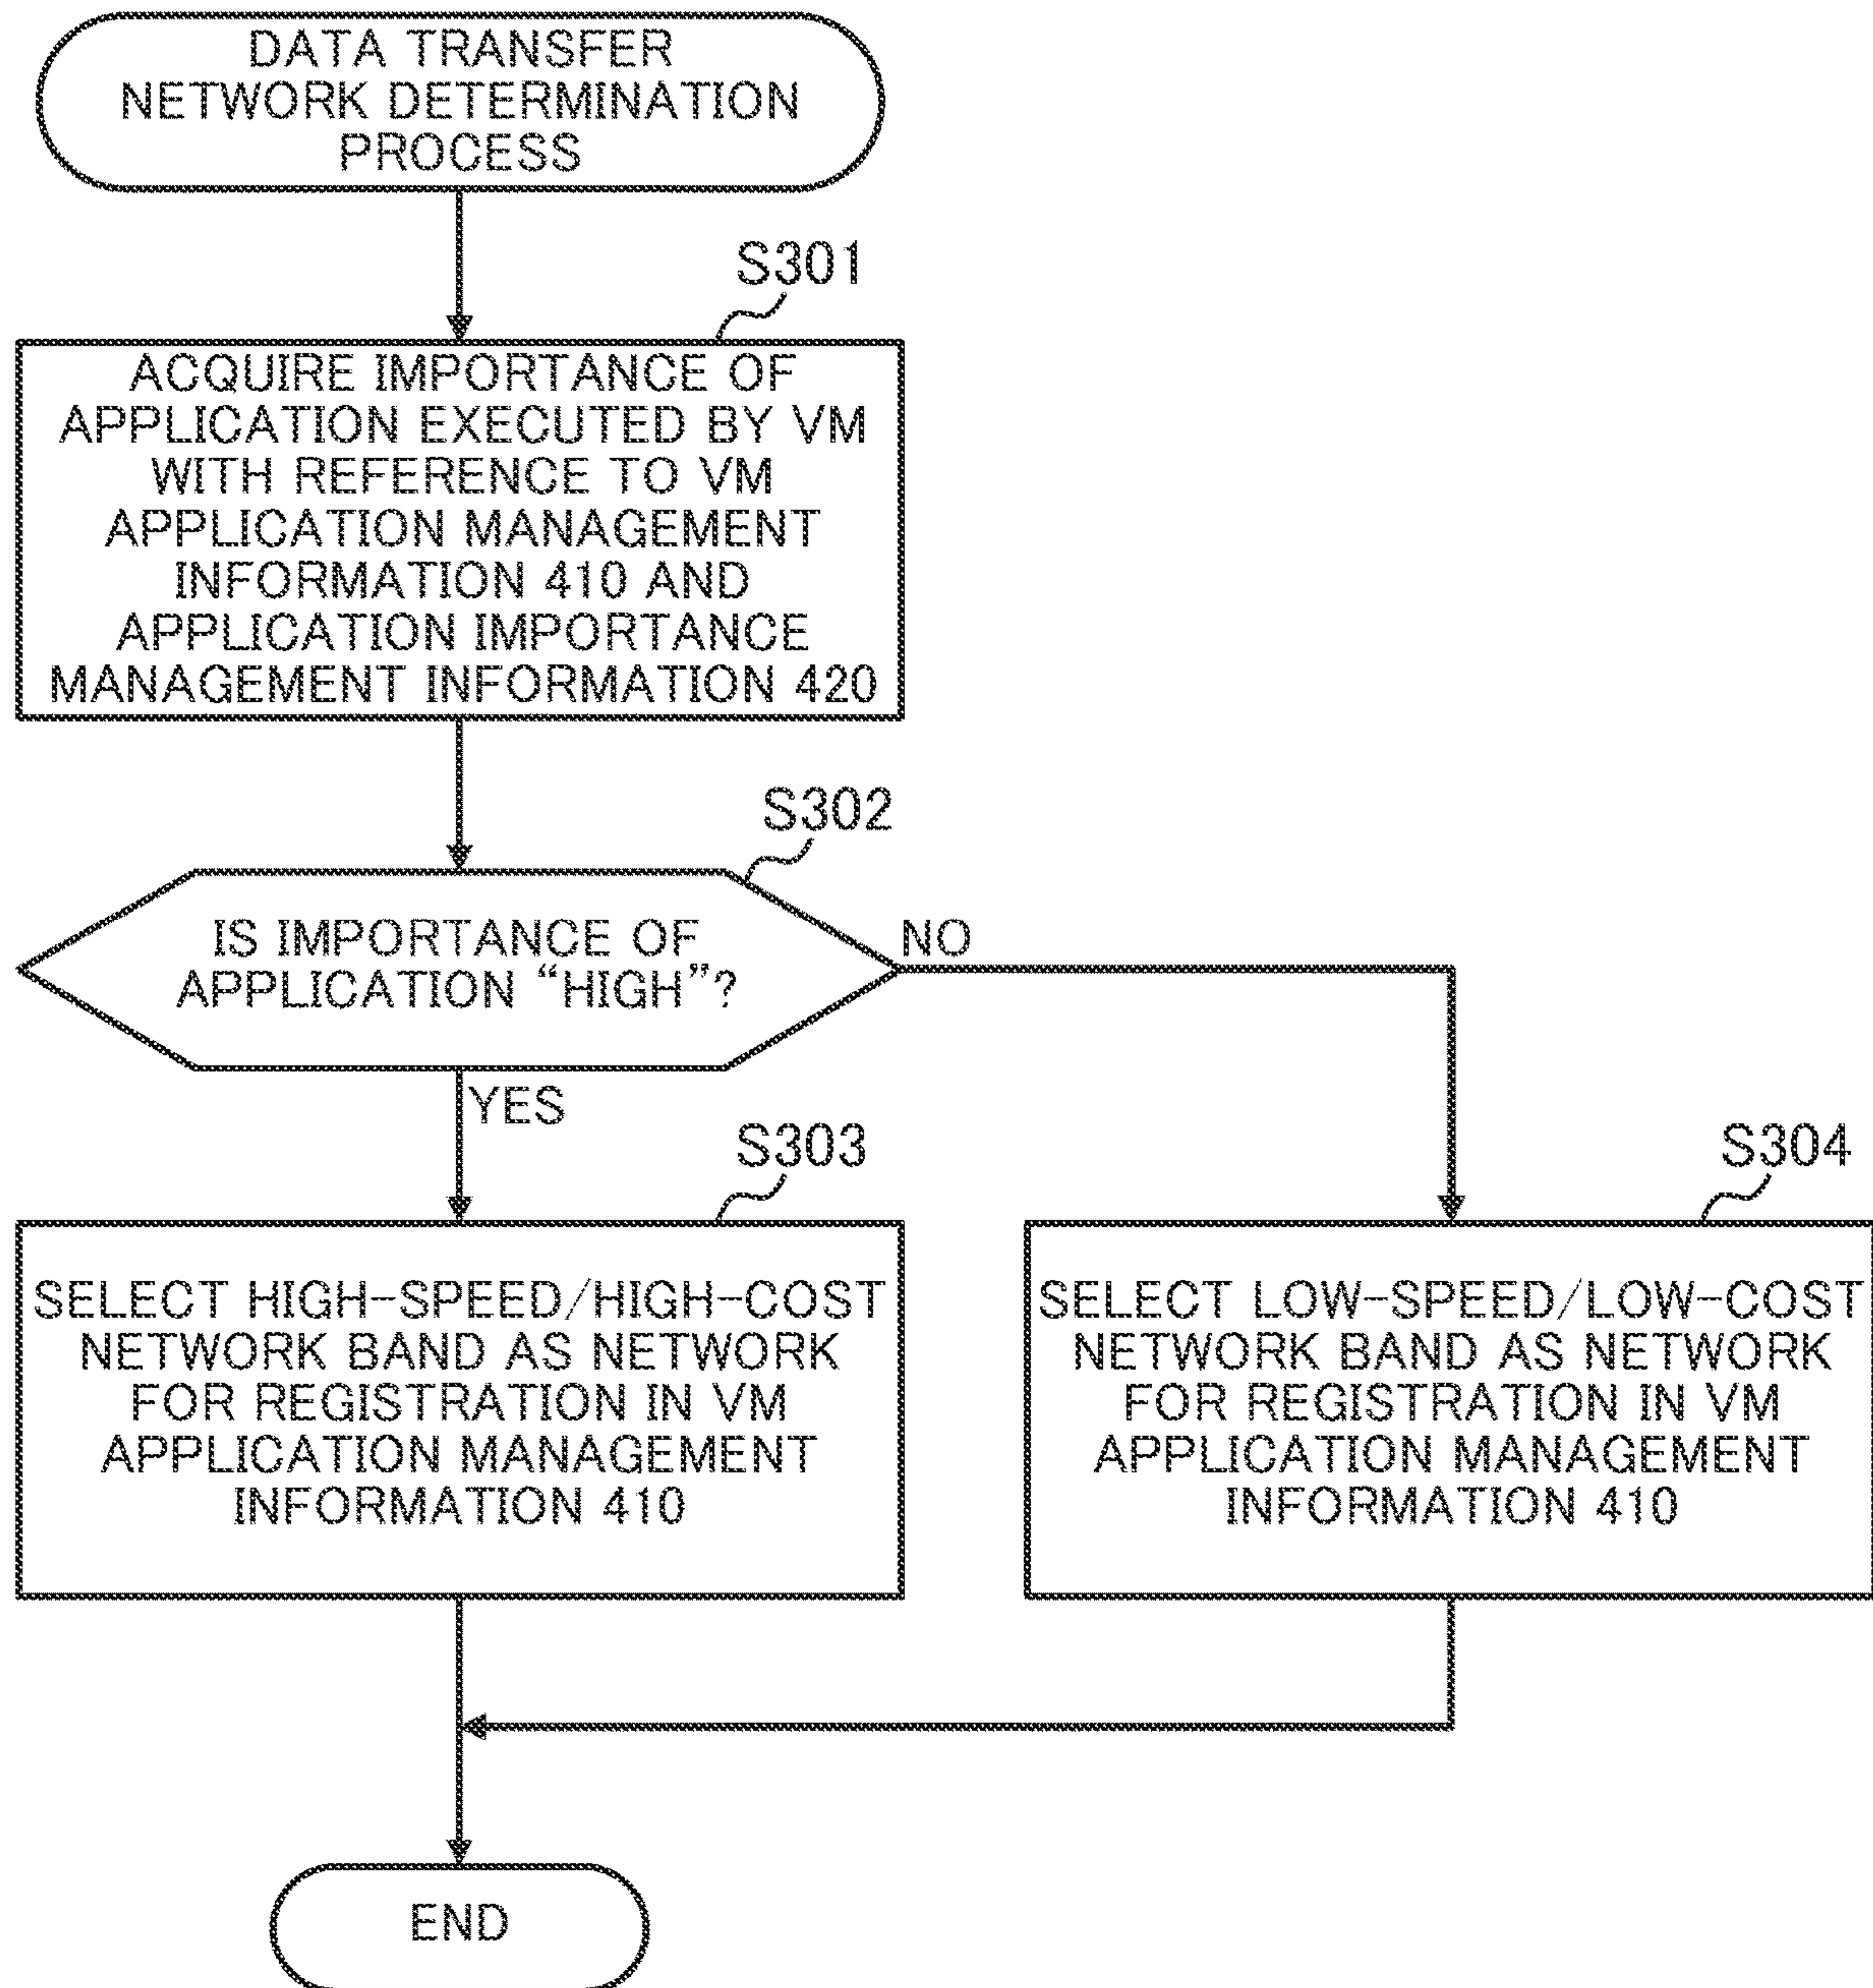 DATA TRANSFER
NETWORK DETERMINATION
PROCESS
S301
ACQUIRE IMPORTANCE OF
APPLICATION EXECUTED BY VM
WITH REFERENCE TO VM
APPLICATION MANAGEMENT
INFORMATION 410 AND
APPLICATION IMPORTANCE
MANAGEMENT INFORMATION 420
S302
IS IMPORTANCE OF
APPLICATION “HIGH”?
NO
YES
S303
SELECT HIGH-SPEED/HIGH-COST
NETWORK BAND AS NETWORK
FOR REGISTRATION IN VM
APPLICATION MANAGEMENT
INFORMATION 410
S304
SELECT LOW-SPEED/LOW-COST
NETWORK BAND AS NETWORK
FOR REGISTRATION IN VM
APPLICATION MANAGEMENT
INFORMATION 410
END